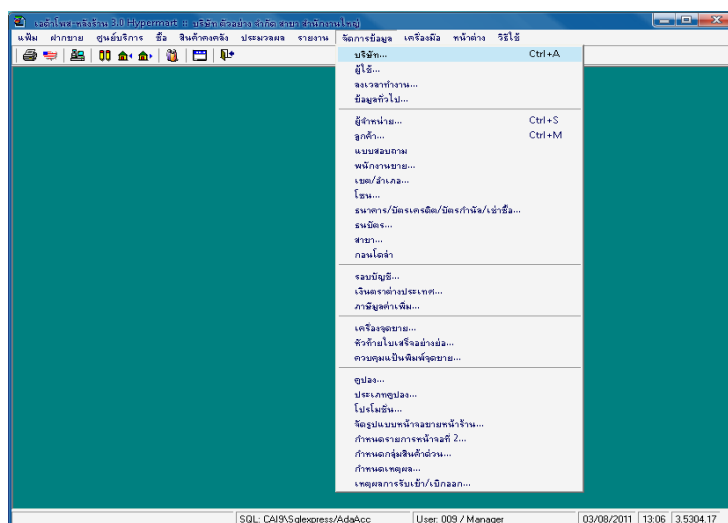 เอด้าโพส-หลังร้าน 3.0 Hypermart :: บริษัท ตัวอย่าง จำกัด สาขา สำนักงานใหญ่
แฟ้ม ฝากขาย ศูนย์บริการ ซื้อ สินค้าคงคลัง ประมวลผล รายงาน จัดการข้อมูล เครื่องมือ หน้าต่าง วิธีใช้
บริษัท... Ctrl+A
ผู้ใช้...
ลงเวลาทำงาน...
ข้อมูลทั่วไป...
ผู้จำหน่าย... Ctrl+S
ลูกค้า... Ctrl+M
แบบสอบถาม
พนักงานขาย...
เขต/อำเภอ...
โซน...
ธนาคาร/บัตรเครดิต/บัตรกำนัล/เช่าซื้อ...
ธนบัตร...
สาขา...
กอนโดล่า
รอบบัญชี...
เงินตราต่างประเทศ...
ภาษีมูลค่าเพิ่ม...
เครื่องจุดขาย...
หัวท้ายใบเสร็จอย่างย่อ...
ควบคุมแป้นพิมพ์จุดขาย...
คูปอง...
ประเภทคูปอง...
โปรโมชั่น...
จัดรูปแบบหน้าจอขายหน้าร้าน...
กำหนดรายการหน้าจอที่ 2...
กำหนดกลุ่มสินค้าด่วน...
กำหนดเหตุผล...
เหตุผลการรับเข้า/เบิกออก...
SQL: CAI9\Sqlexpress/AdaAcc User: 009 / Manager 03/08/2011 13:06 3.5304.17